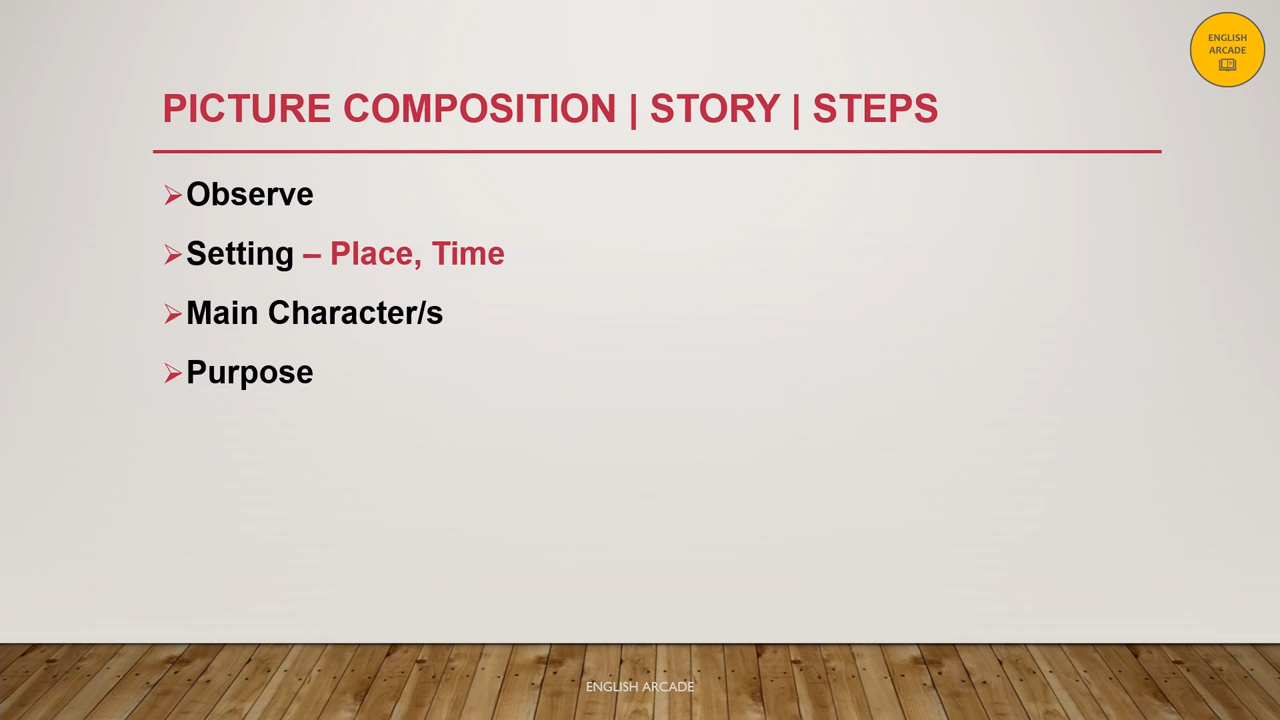 ENGLISH
ARCADE
PICTURE COMPOSITION | STORY | STEPS
Observe
Setting – Place, Time
Main Character/s
Purpose
ENGLISH ARCADE